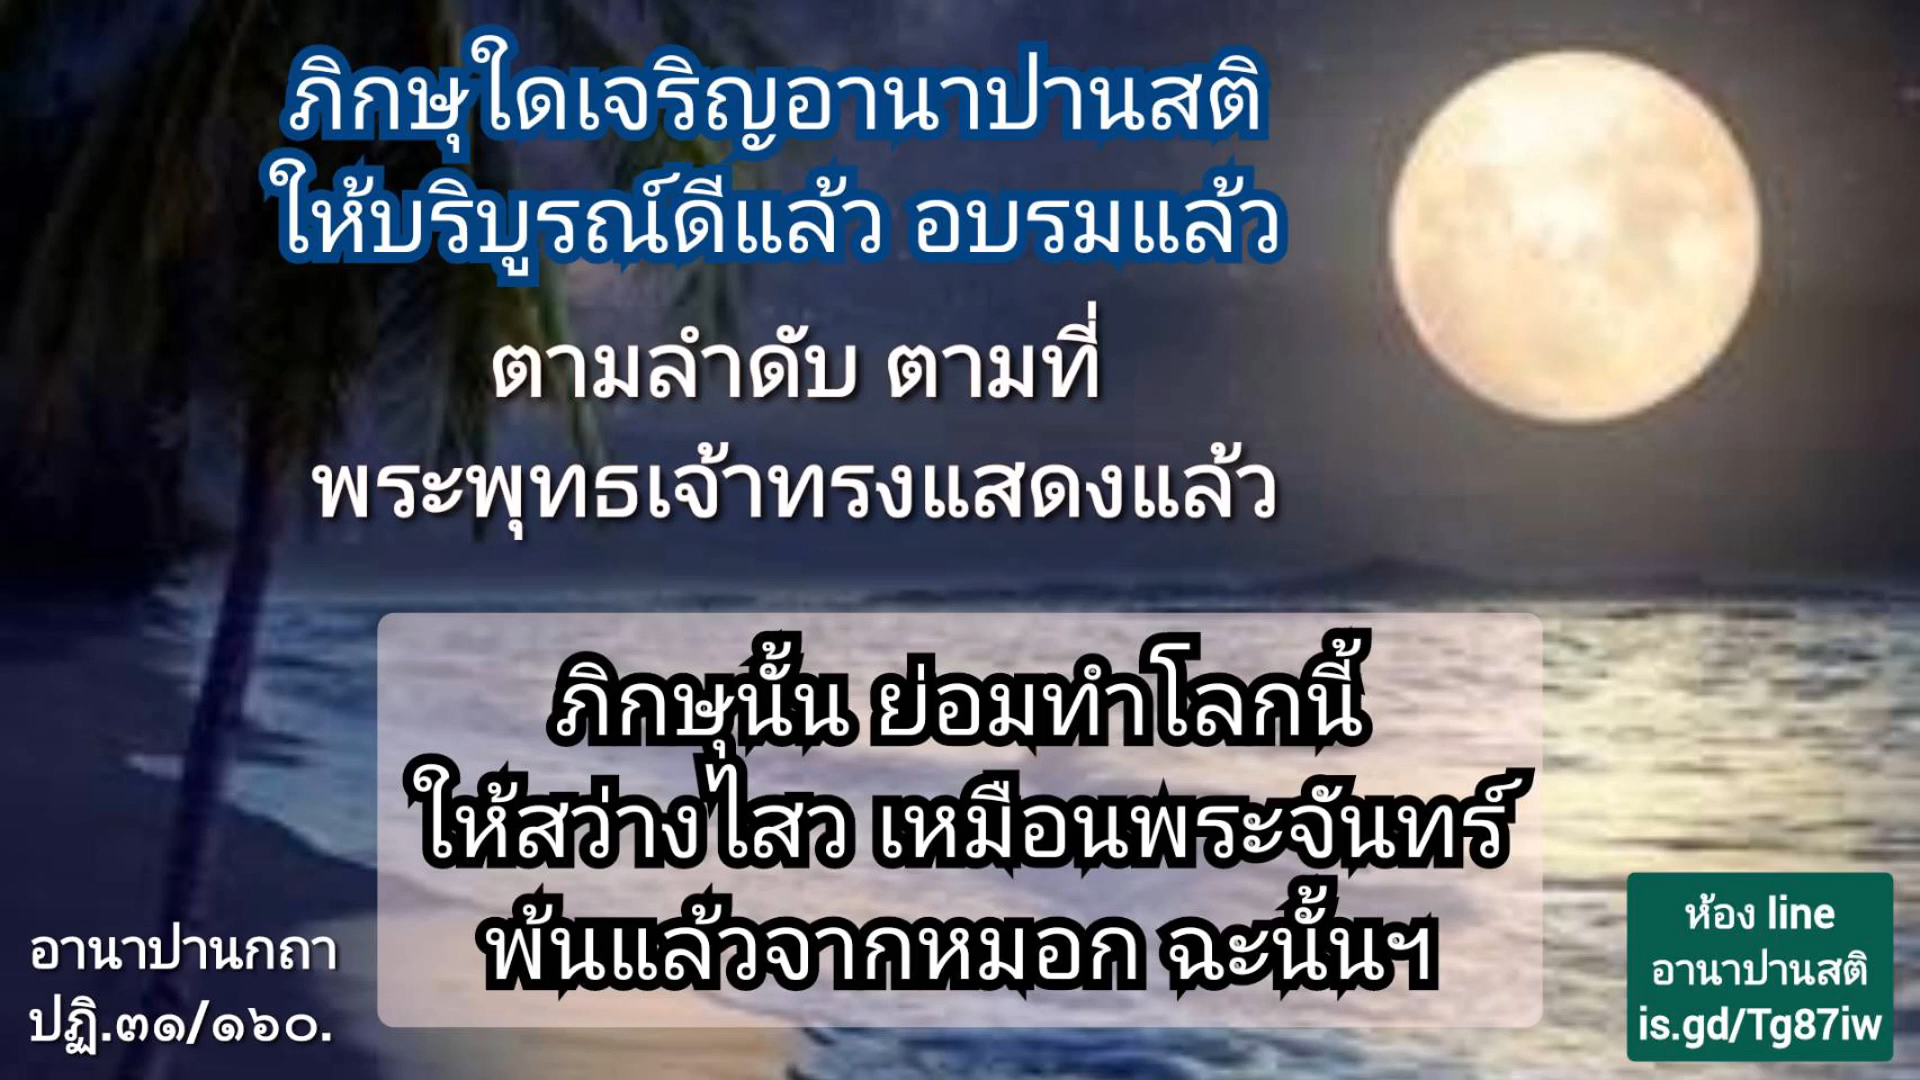 ภิกษุใดเจริญอานาปานสติ
ให้บริบูรณ์ดีแล้ว อบรมแล้ว
ตามลำดับ ตามที่
พระพุทธเจ้าทรงแสดงแล้ว
ภิกษุนั้น ย่อมทำโลกนี้
ให้สว่างไสว เหมือนพระจันทร์
พ้นแล้วจากหมอก ฉะนั้นฯ
อานาปานกถา
ปฏิ.๓๑/๑๖๐.
ห้อง line
อานาปานสติ
is.gd/Tg87iw